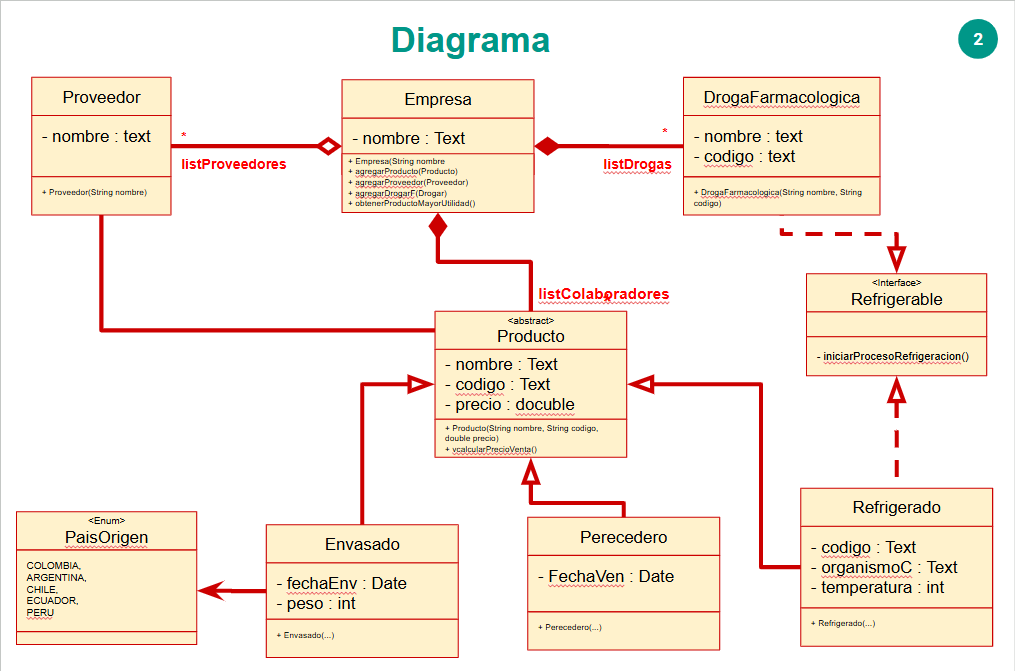 Diagrama
2
Proveedor
- nombre : text
+ Proveedor(String nombre)
*
listProveedores
Empresa
- nombre : Text
+ Empresa(String nombre
+ agregarProducto(Producto)
+ agregarProveedor(Proveedor)
+ agregarDrogarF(Drogar)
+ obtenerProductoMayorUtilidad()
*
listDrogas
DrogaFarmacologica
- nombre : text
- codigo : text
+ DrogaFarmacologica(String nombre, String
codigo)
<Interface>
Refrigerable
- iniciarProcesoRefrigeracion()
listColaboradores
*
<abstract>
Producto
- nombre : Text
- codigo : Text
- precio : docuble
+ Producto(String nombre, String codigo,
double precio)
+ vcalcularPrecioVenta()
<Enum>
PaisOrigen
COLOMBIA,
ARGENTINA,
CHILE,
ECUADOR,
PERU
Envasado
- fechaEnv : Date
- peso : int
+ Envasado(...)
Perecedero
- FechaVen : Date
+ Perecedero(...)
Refrigerado
- codigo : Text
- organismoC : Text
- temperatura : int
+ Refrigerado(...)